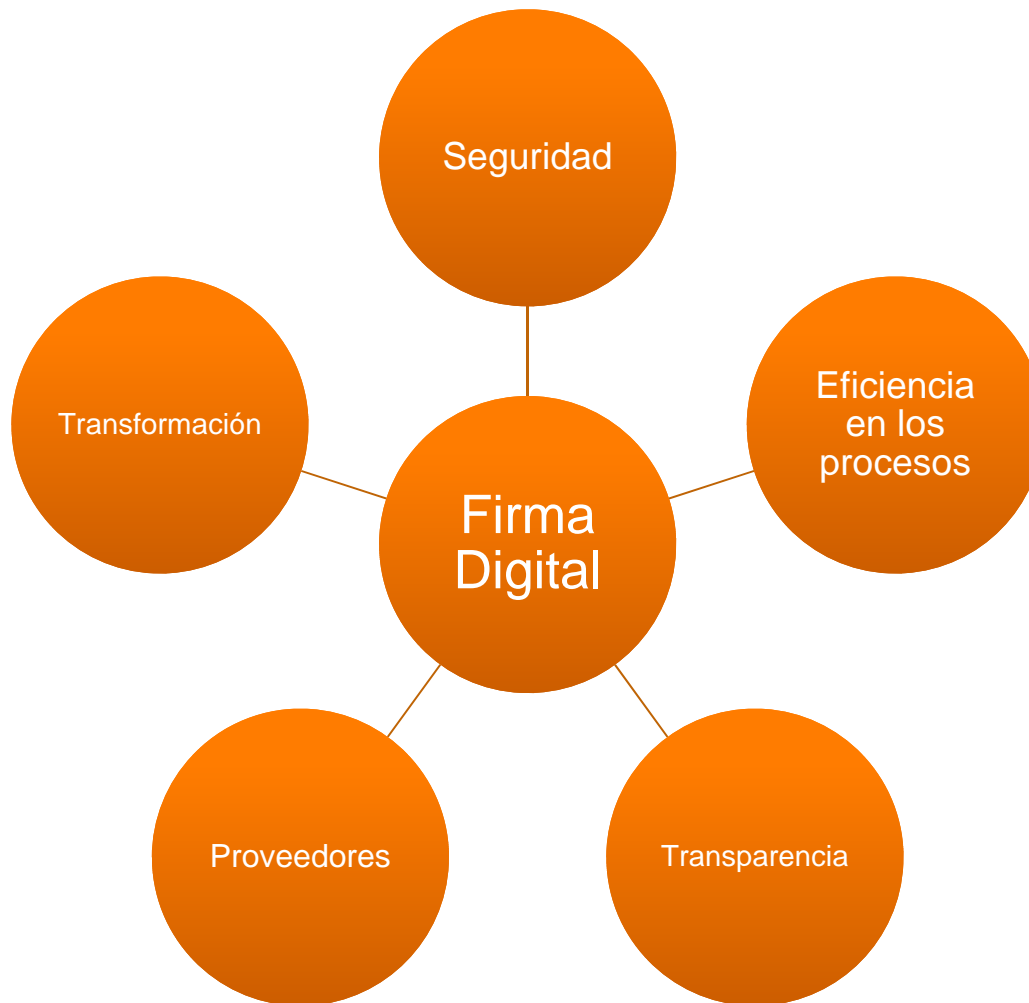 Seguridad
Eficiencia
en los
procesos
Transformación
Firma
Digital
Proveedores
Transparencia